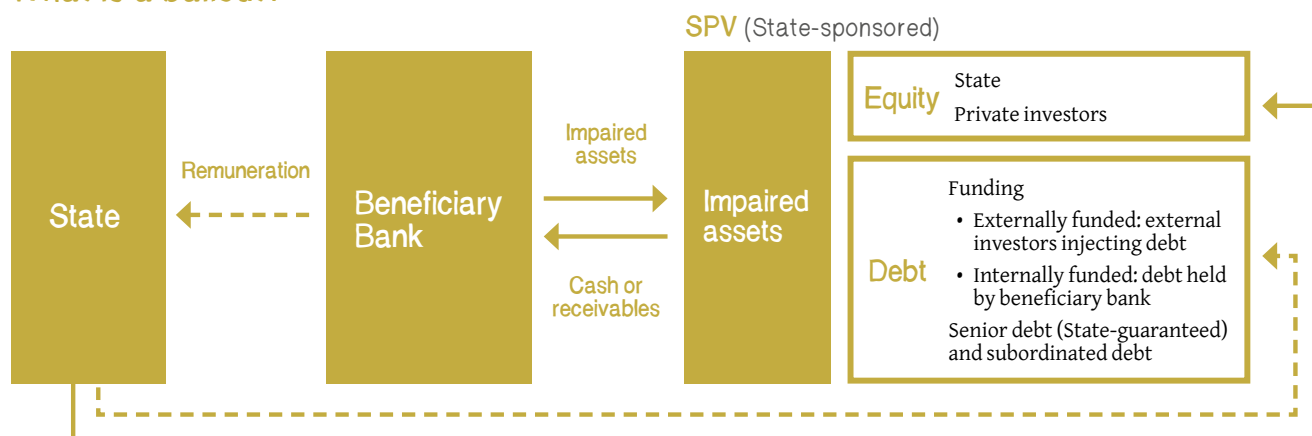 SPV (State-sponsored)
State
Remuneration
Beneficiary
Bank
Impaired
assets
Cash or
receivables
Impaired
assets
Equity
State
Private investors
Debt
Funding
• Externally funded: external
investors injecting debt
• Internally funded: debt held
by beneficiary bank
Senior debt (State-guaranteed)
and subordinated debt